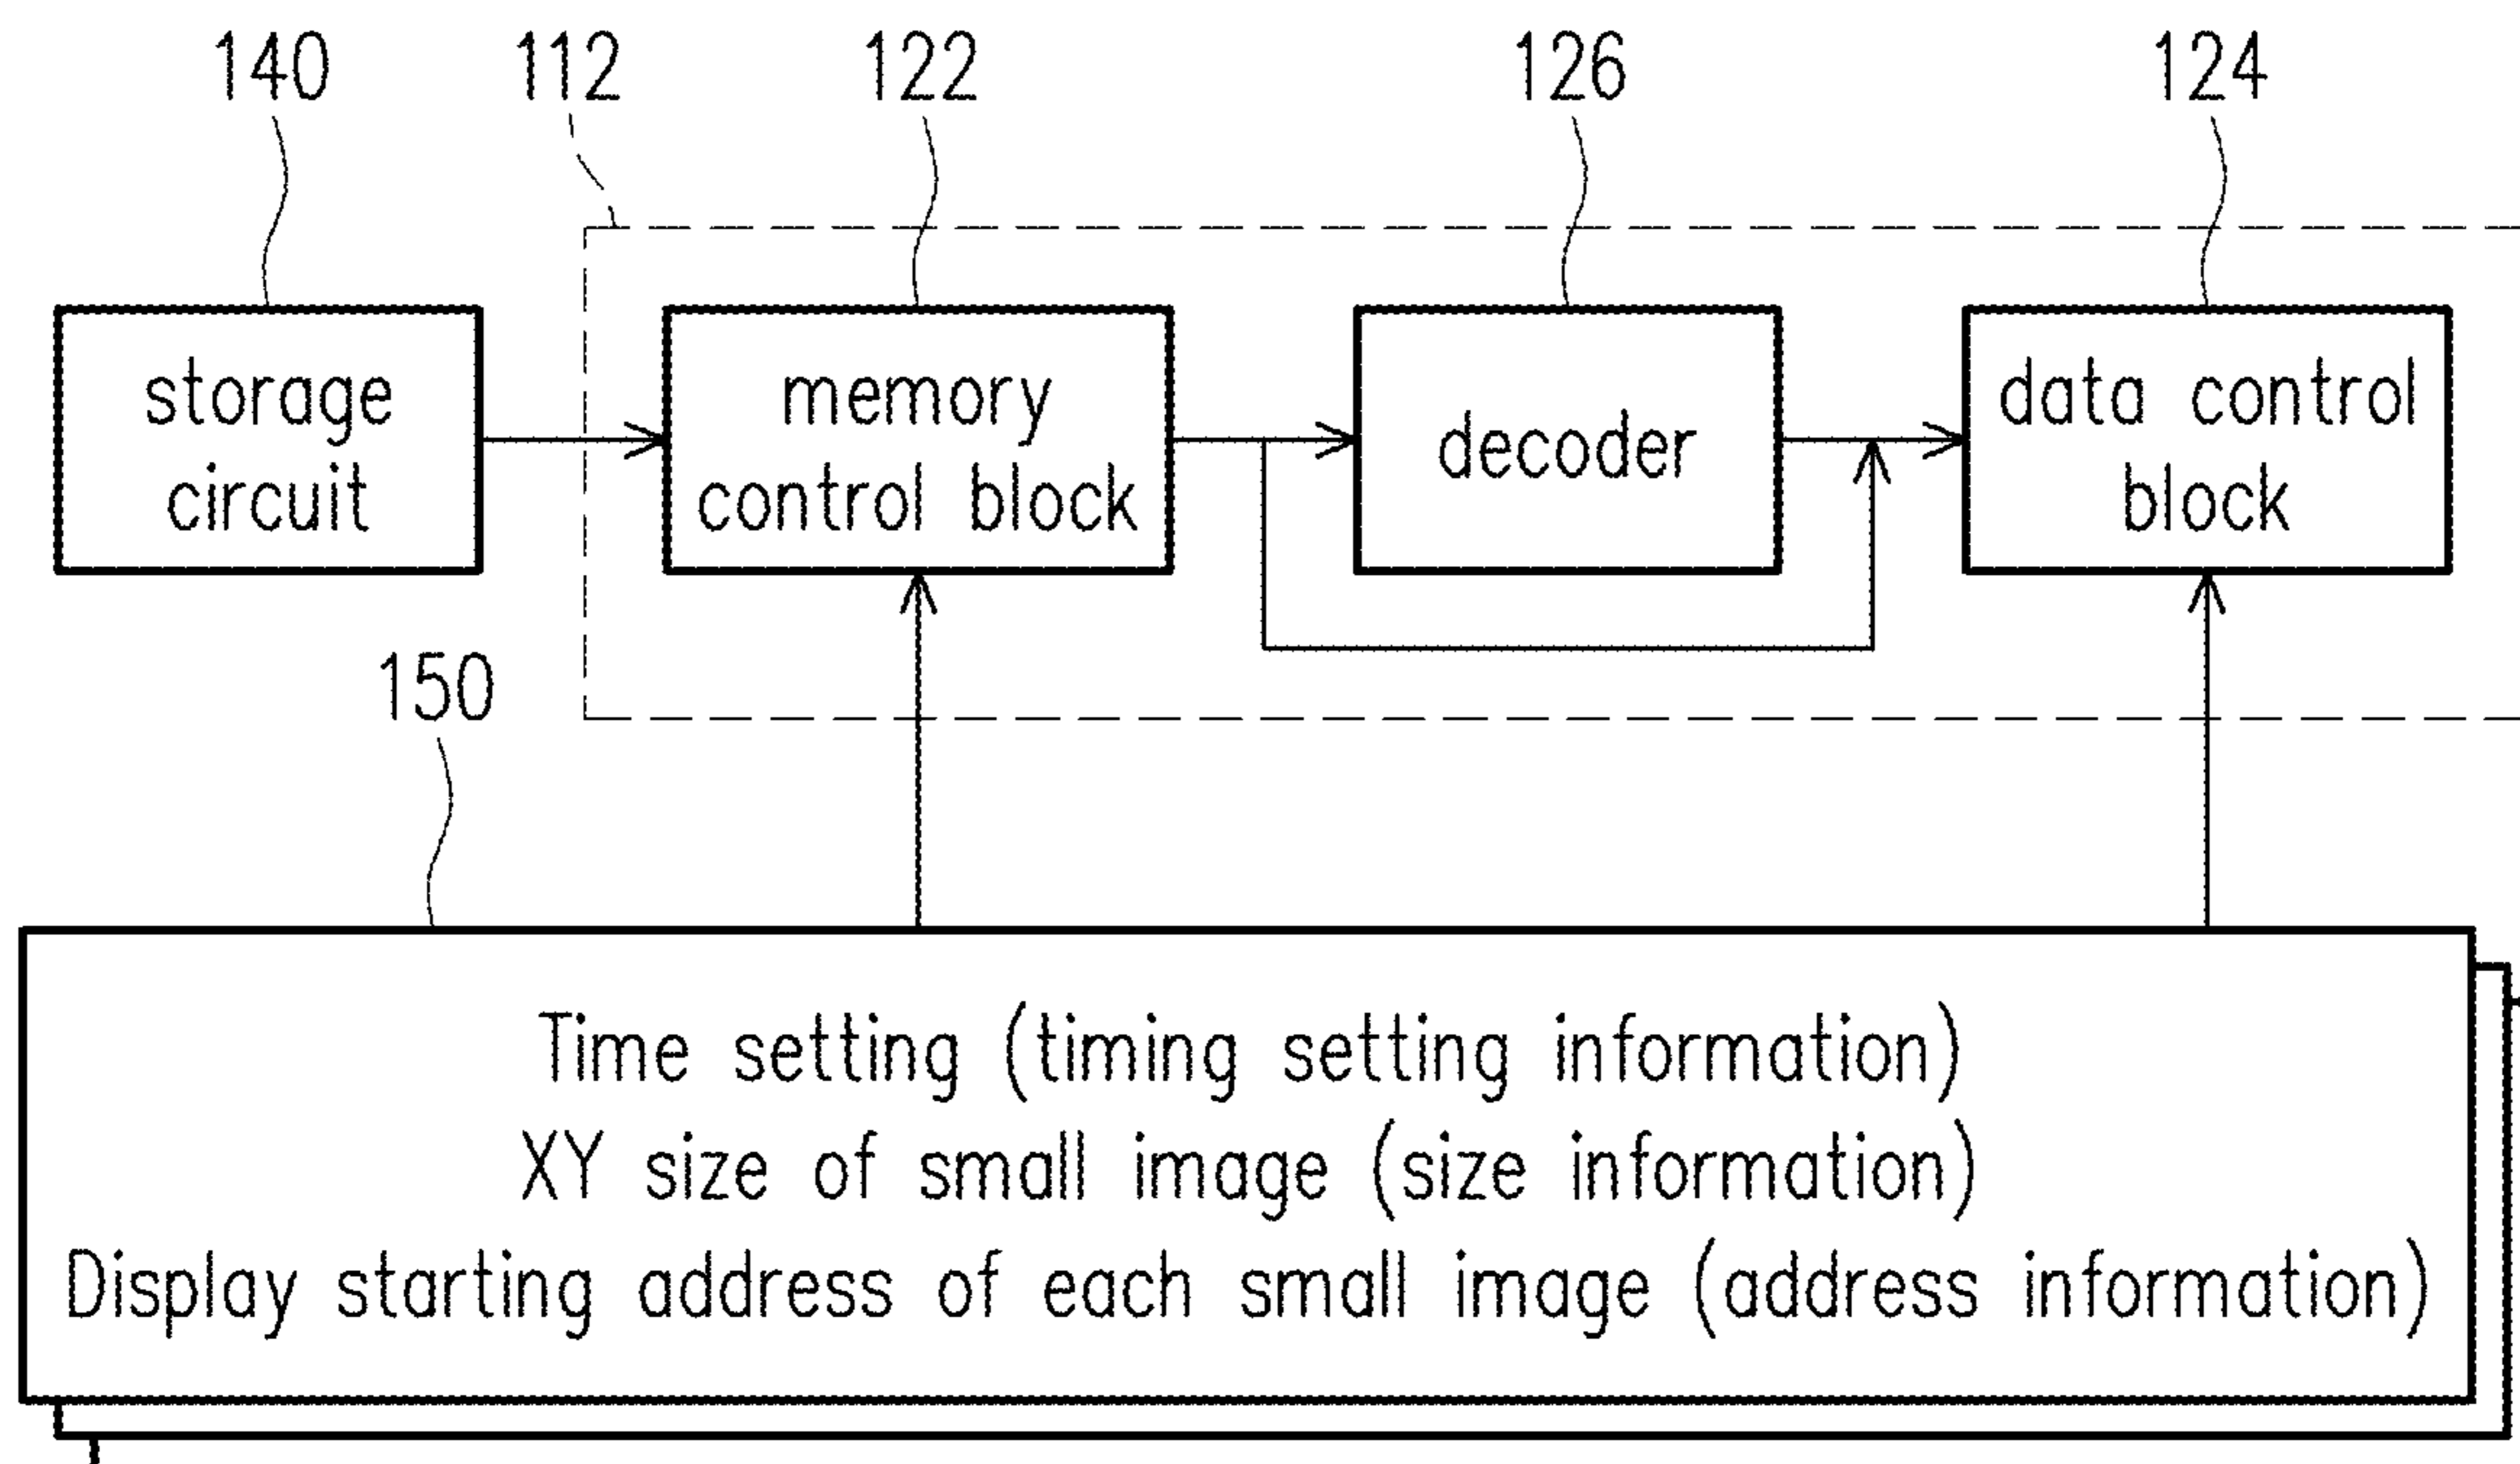 140 112 122 126 124
storage circuit
memory control block
decoder
data control block
150
Time setting (timing setting information)
XY size of small image (size information)
Display starting address of each small image (address information)